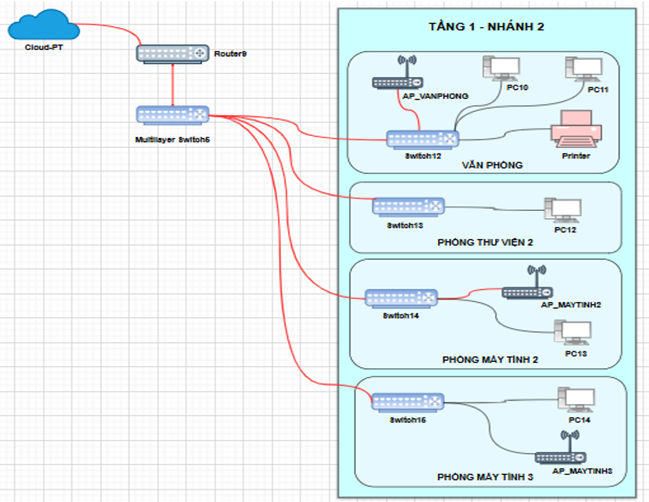 TẦNG 1 - NHÁNH 2
Cloud-PT
Router9
Multilayer Switch5
AP_VANPHONG
PC10
PC11
Switch12
Printer
VĂN PHÒNG
Switch13
PC12
PHÒNG THƯ VIỆN 2
Switch14
AP_MAYTINH2
PC13
PHÒNG MÁY TÍNH 2
Switch15
PC14
AP_MAYTINH3
PHÒNG MÁY TÍNH 3